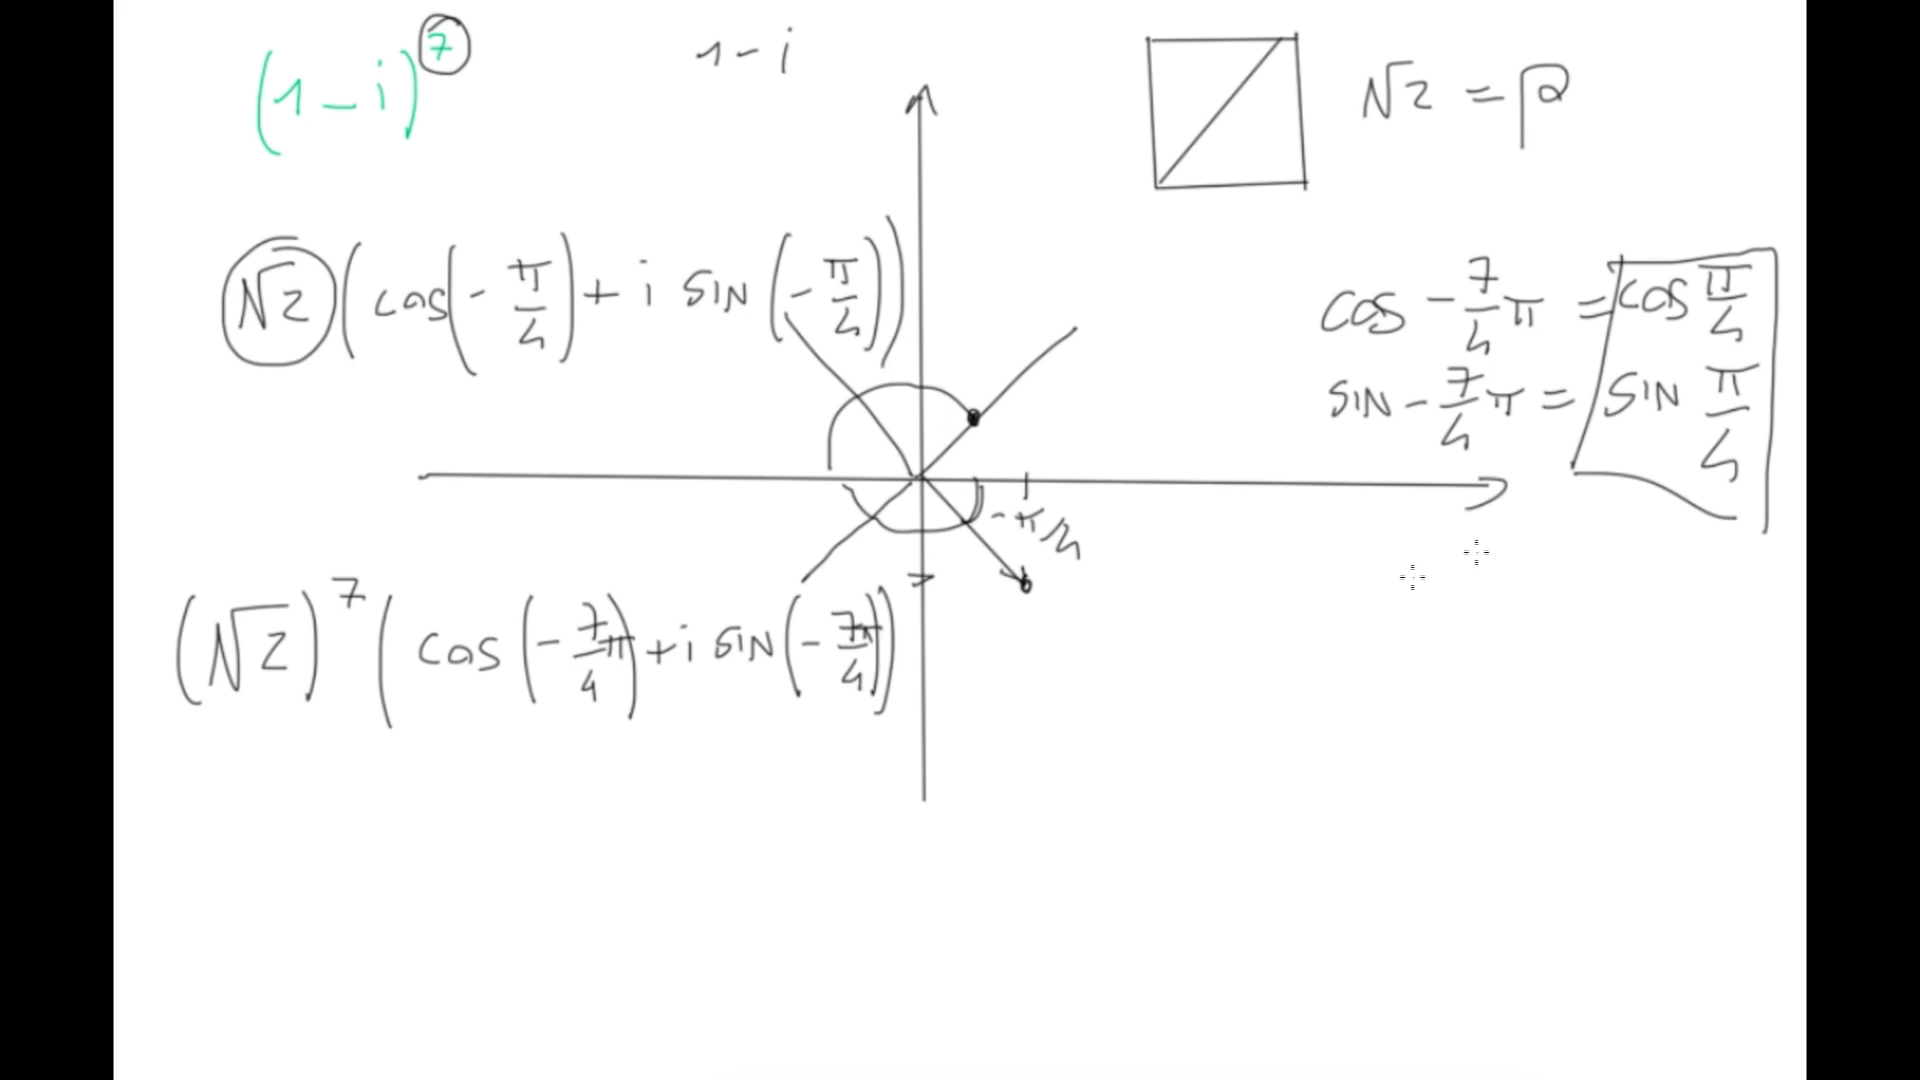 (1 - i)^7
1 - i
√2 = ρ
√2 (cos(-π/4) + i sin(-π/4))
cos -7/4 π = cos π/4
sin -7/4 π = sin π/4
-π/4
(√2)^7 (cos(-7/4 π) + i sin(-7π/4))